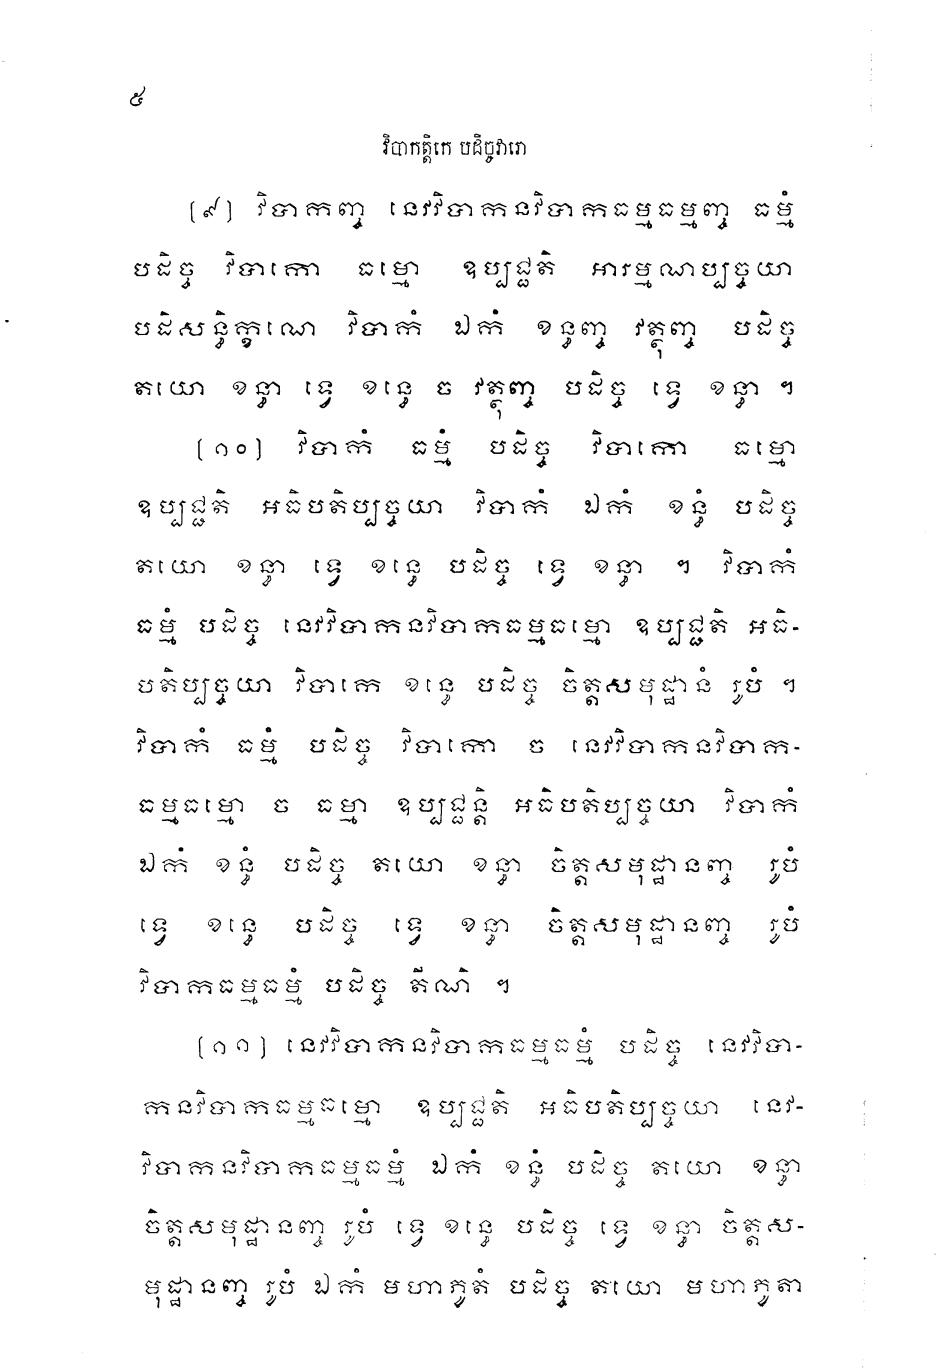 ៥
វិបាកត្តិកេ បដិច្ចវារោ
[៩] វិបាកញ្ច នេវវិបាកនវិបាកធម្មធម្មញ្ច ធម្មំ
បដិច្ច វិបាកោ ធម្មោ ឧប្បជ្ជតិ អារម្មណប្បច្ចយា
បដិសន្ធិក្ខណេ វិបាកំ ឯកំ ខន្ធញ្ច វត្ថុញ្ច បដិច្ច
តយោ ខន្ធា ទ្វេ ខន្ធេ ច វត្ថុញ្ច បដិច្ច ទ្វេ ខន្ធា ។
[១០] វិបាកំ ធម្មំ បដិច្ច វិបាកោ ធម្មោ
ឧប្បជ្ជតិ អធិបតិប្បច្ចយា វិបាកំ ឯកំ ខន្ធំ បដិច្ច
តយោ ខន្ធា ទ្វេ ខន្ធេ បដិច្ច ទ្វេ ខន្ធា ។ វិបាកំ
ធម្មំ បដិច្ច នេវវិបាកនវិបាកធម្មធម្មោ ឧប្បជ្ជតិ អធិ-
បតិប្បច្ចយា វិបាកេ ខន្ធេ បដិច្ច ចិត្តសមុដ្ឋានំ រូបំ ។
វិបាកំ ធម្មំ បដិច្ច វិបាកោ ច នេវវិបាកនវិបាក-
ធម្មធម្មោ ច ធម្មា ឧប្បជ្ជន្តិ អធិបតិប្បច្ចយា វិបាកំ
ឯកំ ខន្ធំ បដិច្ច តយោ ខន្ធា ចិត្តសមុដ្ឋានញ្ច រូបំ
ទ្វេ ខន្ធេ បដិច្ច ទ្វេ ខន្ធា ចិត្តសមុដ្ឋានញ្ច រូបំ
វិបាកធម្មធម្មំ បដិច្ច តីណិ ។
[១១] នេវវិបាកនវិបាកធម្មធម្មំ បដិច្ច នេវវិបា-
កនវិបាកធម្មធម្មោ ឧប្បជ្ជតិ អធិបតិប្បច្ចយា នេវ-
វិបាកនវិបាកធម្មធម្មំ ឯកំ ខន្ធំ បដិច្ច តយោ ខន្ធា
ចិត្តសមុដ្ឋានញ្ច រូបំ ទ្វេ ខន្ធេ បដិច្ច ទ្វេ ខន្ធា ចិត្តស-
មុដ្ឋានញ្ច រូបំ ឯកំ មហាភូតំ បដិច្ច តយោ មហាភូតា